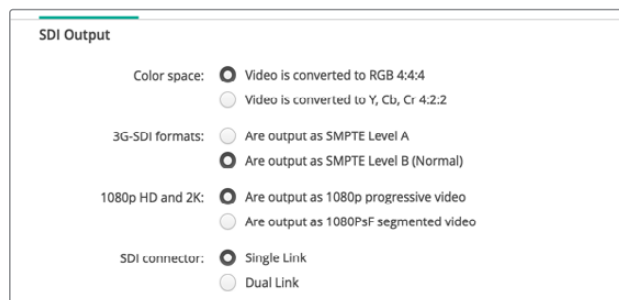 SDI Output
Color space: Video is converted to RGB 4:4:4
Video is converted to Y, Cb, Cr 4:2:2
3G-SDI formats: Are output as SMPTE Level A
Are output as SMPTE Level B (Normal)
1080p HD and 2K: Are output as 1080p progressive video
Are output as 1080PsF segmented video
SDI connector: Single Link
Dual Link